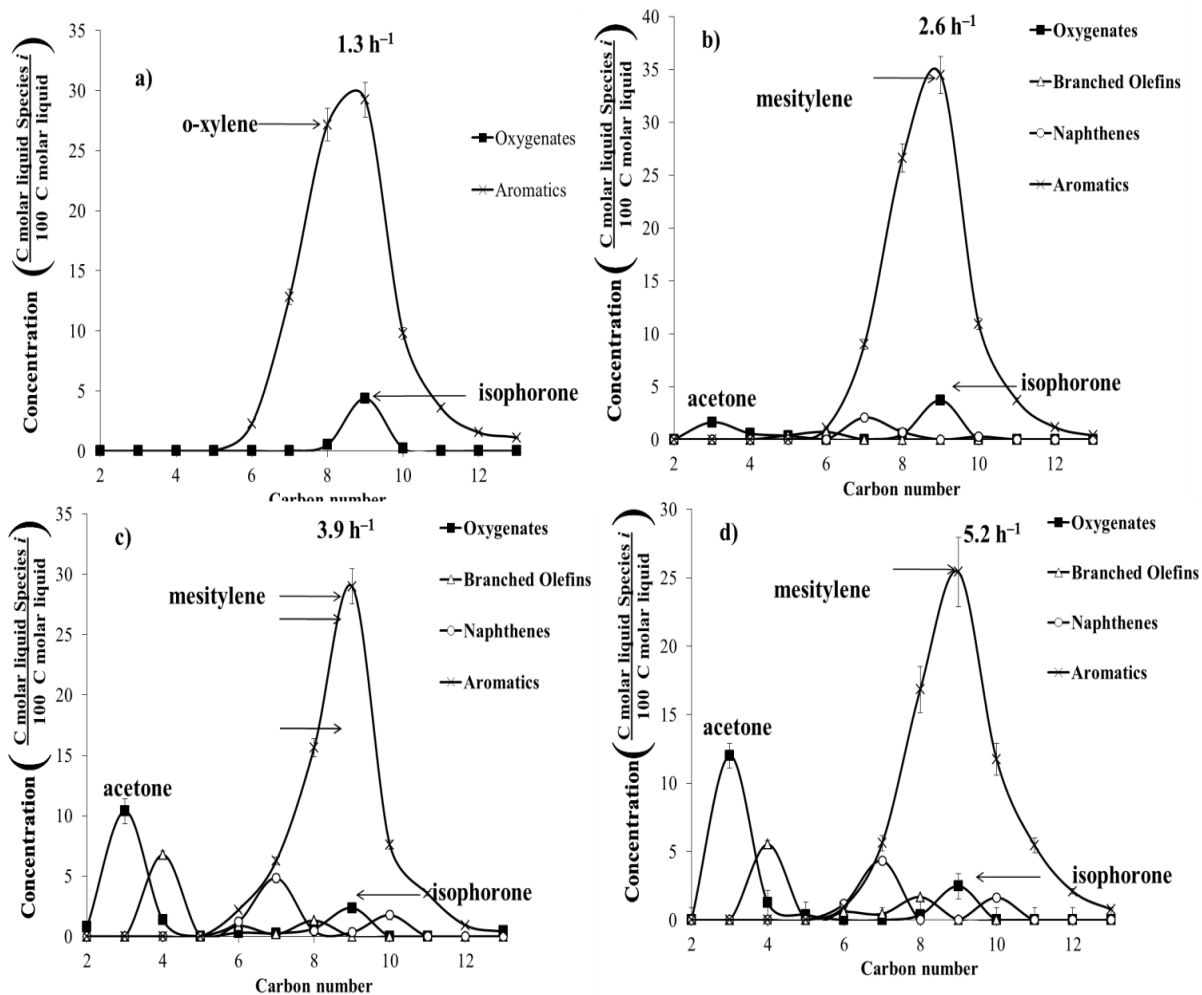 a)
1.3 h⁻¹
Concentration ( C molar liquid Species i / 100 C molar liquid )
35
30
25
20
15
10
5
0
o-xylene
isophorone
Oxygenates
Aromatics
2 4 6 8 10 12
Carbon number
b)
2.6 h⁻¹
Concentration ( C molar liquid Species i / 100 C molar liquid )
40
35
30
25
20
15
10
5
0
mesitylene
acetone
isophorone
Oxygenates
Branched Olefins
Naphthenes
Aromatics
2 4 6 8 10 12
Carbon number
c)
3.9 h⁻¹
Concentration ( C molar liquid Species i / 100 C molar liquid )
35
30
25
20
15
10
5
0
mesitylene
acetone
isophorone
Oxygenates
Branched Olefins
Naphthenes
Aromatics
2 4 6 8 10 12
Carbon number
d)
5.2 h⁻¹
Concentration ( C molar liquid Species i / 100 C molar liquid )
30
25
20
15
10
5
0
mesitylene
acetone
isophorone
Oxygenates
Branched Olefins
Naphthenes
Aromatics
2 4 6 8 10 12
Carbon number